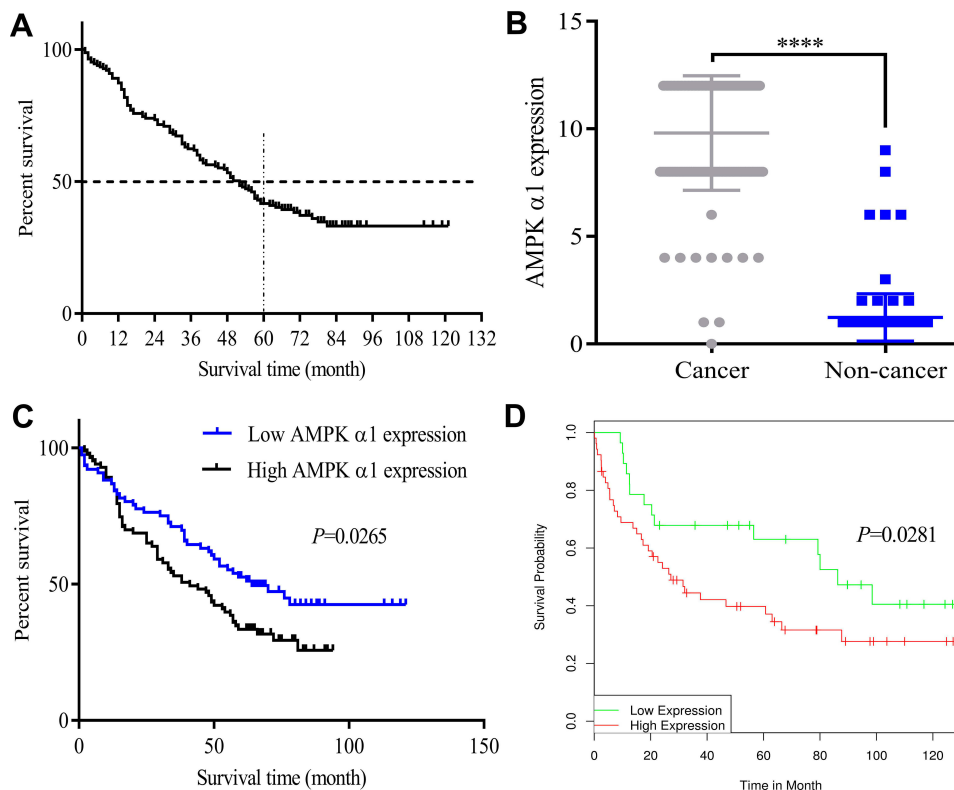 A
100
50
0
Percent survival
0 12 24 36 48 60 72 84 96 108 120 132
Survival time (month)
B
****
15
10
5
0
AMPK α1 expression
Cancer Non-cancer
C
Low AMPK α1 expression
High AMPK α1 expression
P=0.0265
100
50
0
Percent survival
0 50 100 150
Survival time (month)
D
P=0.0281
1.0
0.8
0.6
0.4
0.2
0.0
Survival Probability
Low Expression
High Expression
0 20 40 60 80 100 120
Time in Month